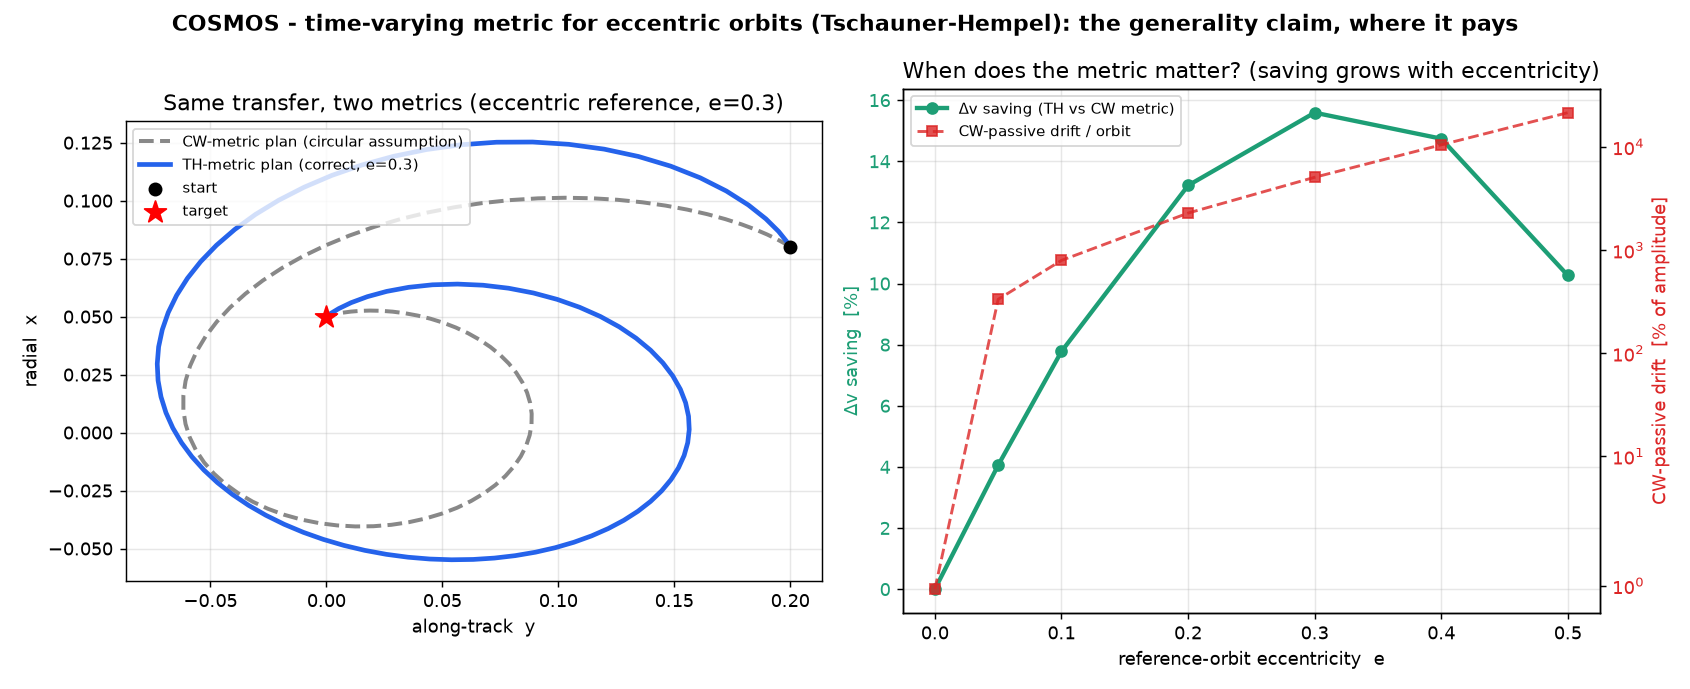 COSMOS - time-varying metric for eccentric orbits (Tschauner-Hempel): the generality claim, where it pays
Same transfer, two metrics (eccentric reference, e=0.3)
CW-metric plan (circular assumption)
TH-metric plan (correct, e=0.3)
start
target
radial x
0.125
0.100
0.075
0.050
0.025
0.000
−0.025
−0.050
−0.05
0.00
0.05
0.10
0.15
0.20
along-track y
When does the metric matter? (saving grows with eccentricity)
Δv saving (TH vs CW metric)
CW-passive drift / orbit
Δv saving [%]
16
14
12
10
8
6
4
2
0
10⁴
10³
10²
10¹
10⁰
CW-passive drift [% of amplitude]
0.0
0.1
0.2
0.3
0.4
0.5
reference-orbit eccentricity e